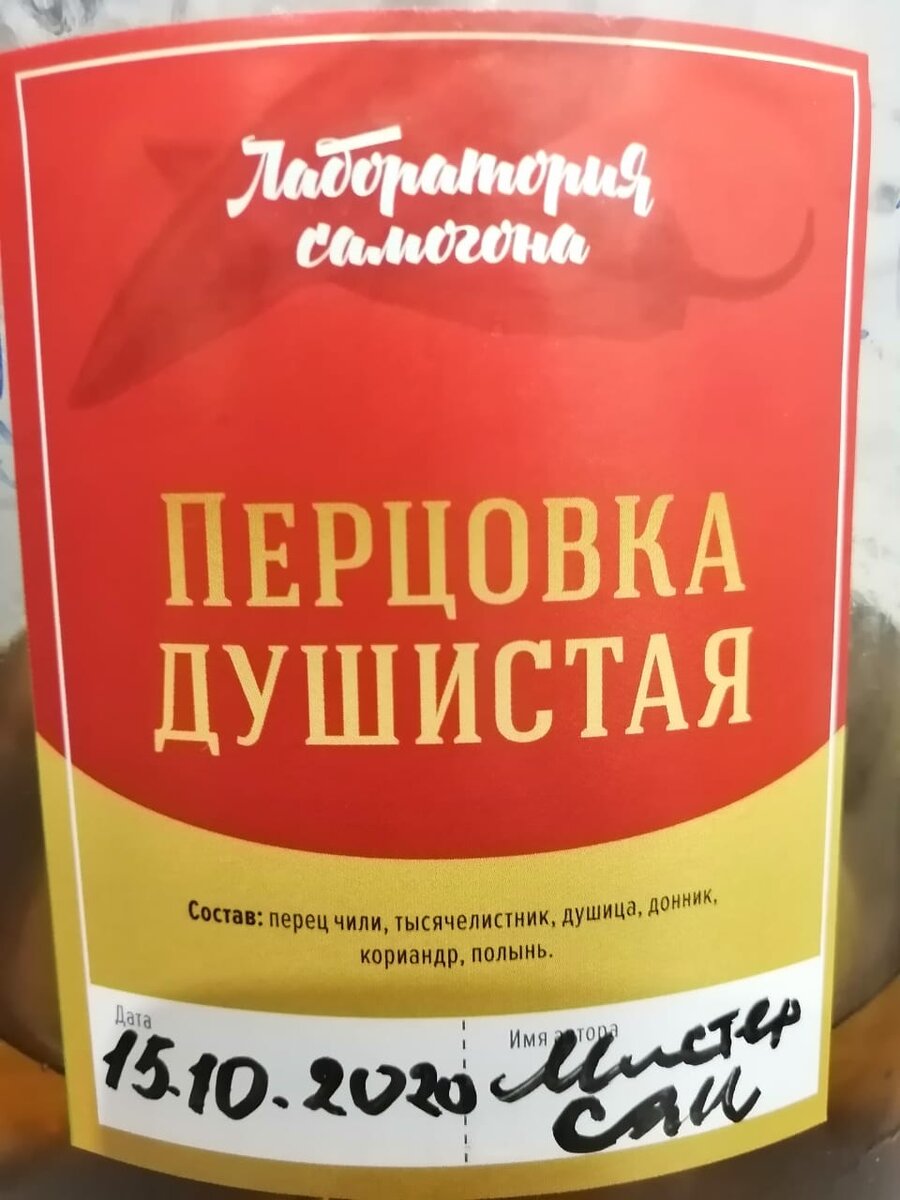 Лаборатория
самогона
ПЕРЦОВКА
ДУШИСТАЯ
Состав: перец чили, тысячелистник, душица, донник,
кориандр, полынь.
Дата
15.10.2020
Имя автора
Мистер
Сан